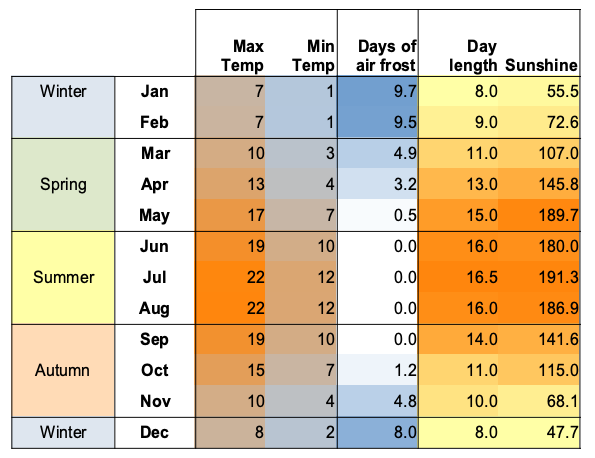 Max Temp Min Temp Days of air frost Day length Sunshine
Winter Jan 7 1 9.7 8.0 55.5
Feb 7 1 9.5 9.0 72.6
Mar 10 3 4.9 11.0 107.0
Spring Apr 13 4 3.2 13.0 145.8
May 17 7 0.5 15.0 189.7
Jun 19 10 0.0 16.0 180.0
Summer Jul 22 12 0.0 16.5 191.3
Aug 22 12 0.0 16.0 186.9
Sep 19 10 0.0 14.0 141.6
Autumn Oct 15 7 1.2 11.0 115.0
Nov 10 4 4.8 10.0 68.1
Winter Dec 8 2 8.0 8.0 47.7